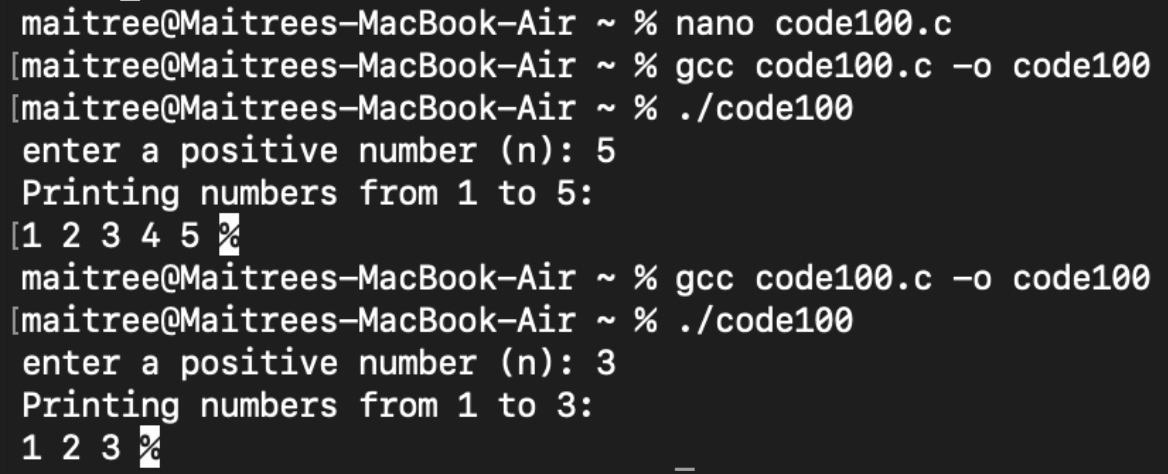 maitree@Maitrees-MacBook-Air ~ % nano code100.c
[maitree@Maitrees-MacBook-Air ~ % gcc code100.c -o code100
[maitree@Maitrees-MacBook-Air ~ % ./code100
enter a positive number (n): 5
Printing numbers from 1 to 5:
[1 2 3 4 5 %
maitree@Maitrees-MacBook-Air ~ % gcc code100.c -o code100
[maitree@Maitrees-MacBook-Air ~ % ./code100
enter a positive number (n): 3
Printing numbers from 1 to 3:
1 2 3 %